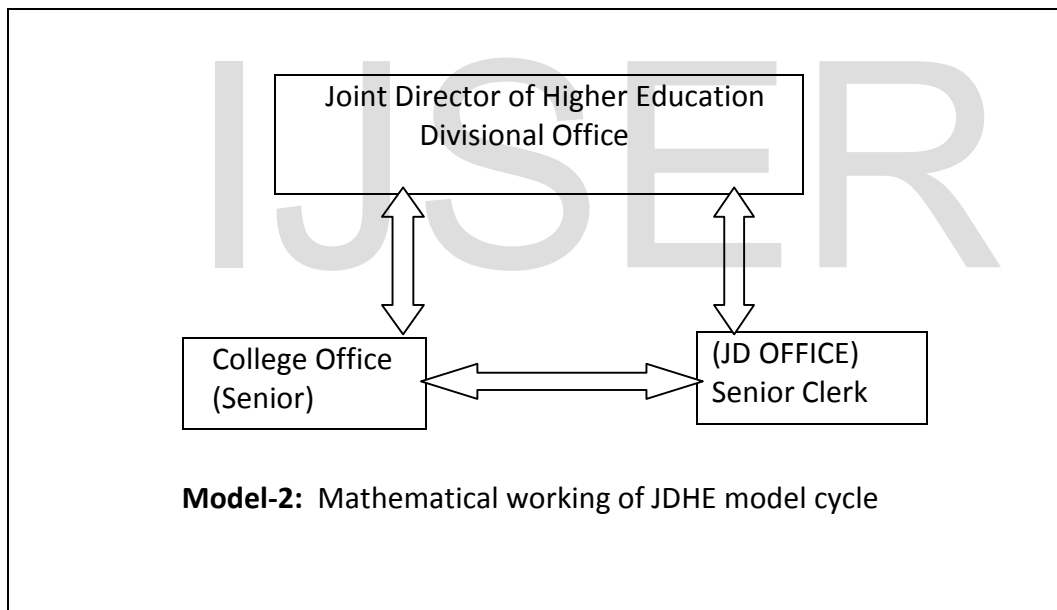 IJSER
Joint Director of Higher Education
Divisional Office
College Office
(Senior)
(JD OFFICE)
Senior Clerk
Model-2: Mathematical working of JDHE model cycle